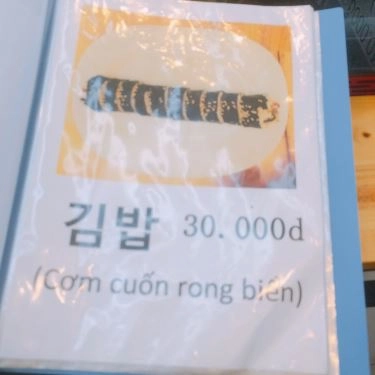 김밥 30.000d
(Cơm cuốn rong biển)